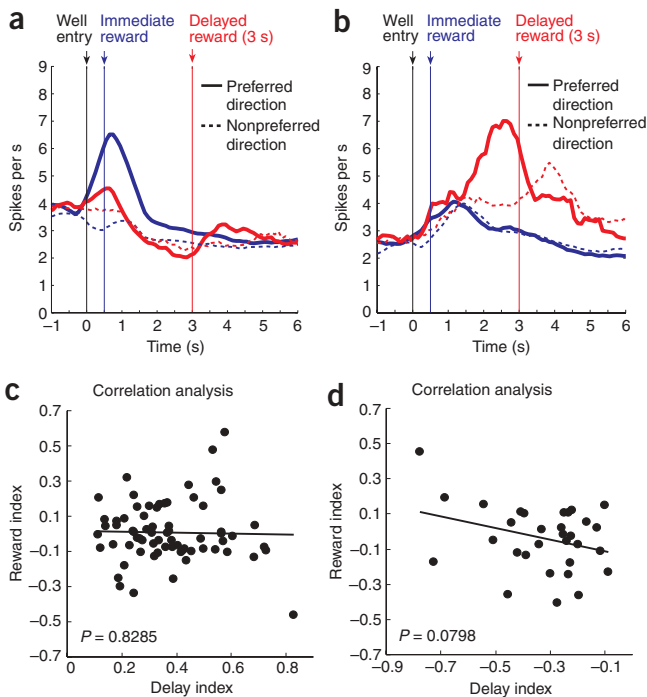 a
Well entry
Immediate reward
Delayed reward (3 s)
Preferred direction
Nonpreferred direction
Spikes per s
9
8
7
6
5
4
3
2
1
0
–1 0 1 2 3 4 5 6
Time (s)
b
Well entry
Immediate reward
Delayed reward (3 s)
Preferred direction
Nonpreferred direction
Spikes per s
9
8
7
6
5
4
3
2
1
0
–1 0 1 2 3 4 5 6
Time (s)
c
Correlation analysis
Reward index
0.7
0.5
0.3
0.1
–0.1
–0.3
–0.5
–0.7
P = 0.8285
0 0.2 0.4 0.6 0.8
Delay index
d
Correlation analysis
Reward index
0.7
0.5
0.3
0.1
–0.1
–0.3
–0.5
–0.7
P = 0.0798
–0.9 –0.7 –0.5 –0.3 –0.1
Delay index